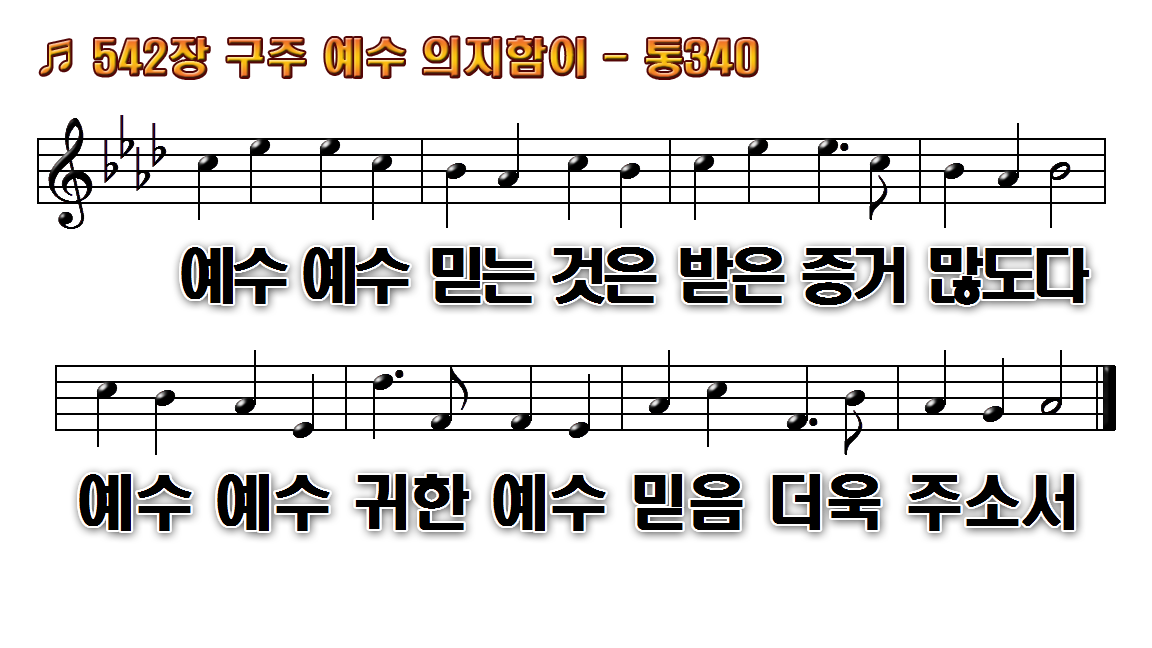 ♬ 542장 구주 예수 의지함이 - 통340
예수 예수 믿는 것은 받은 증거 많도다
예수 예수 귀한 예수 믿음 더욱 주소서